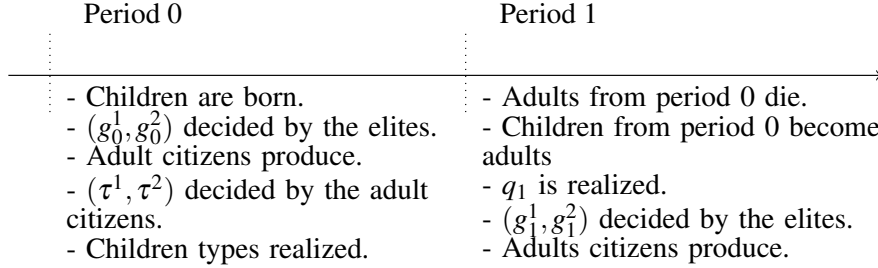 Period 0
Period 1
- Children are born.
- (g_0^1, g_0^2) decided by the elites.
- Adult citizens produce.
- (τ^1, τ^2) decided by the adult
citizens.
- Children types realized.
- Adults from period 0 die.
- Children from period 0 become
adults
- q_1 is realized.
- (g_1^1, g_1^2) decided by the elites.
- Adults citizens produce.